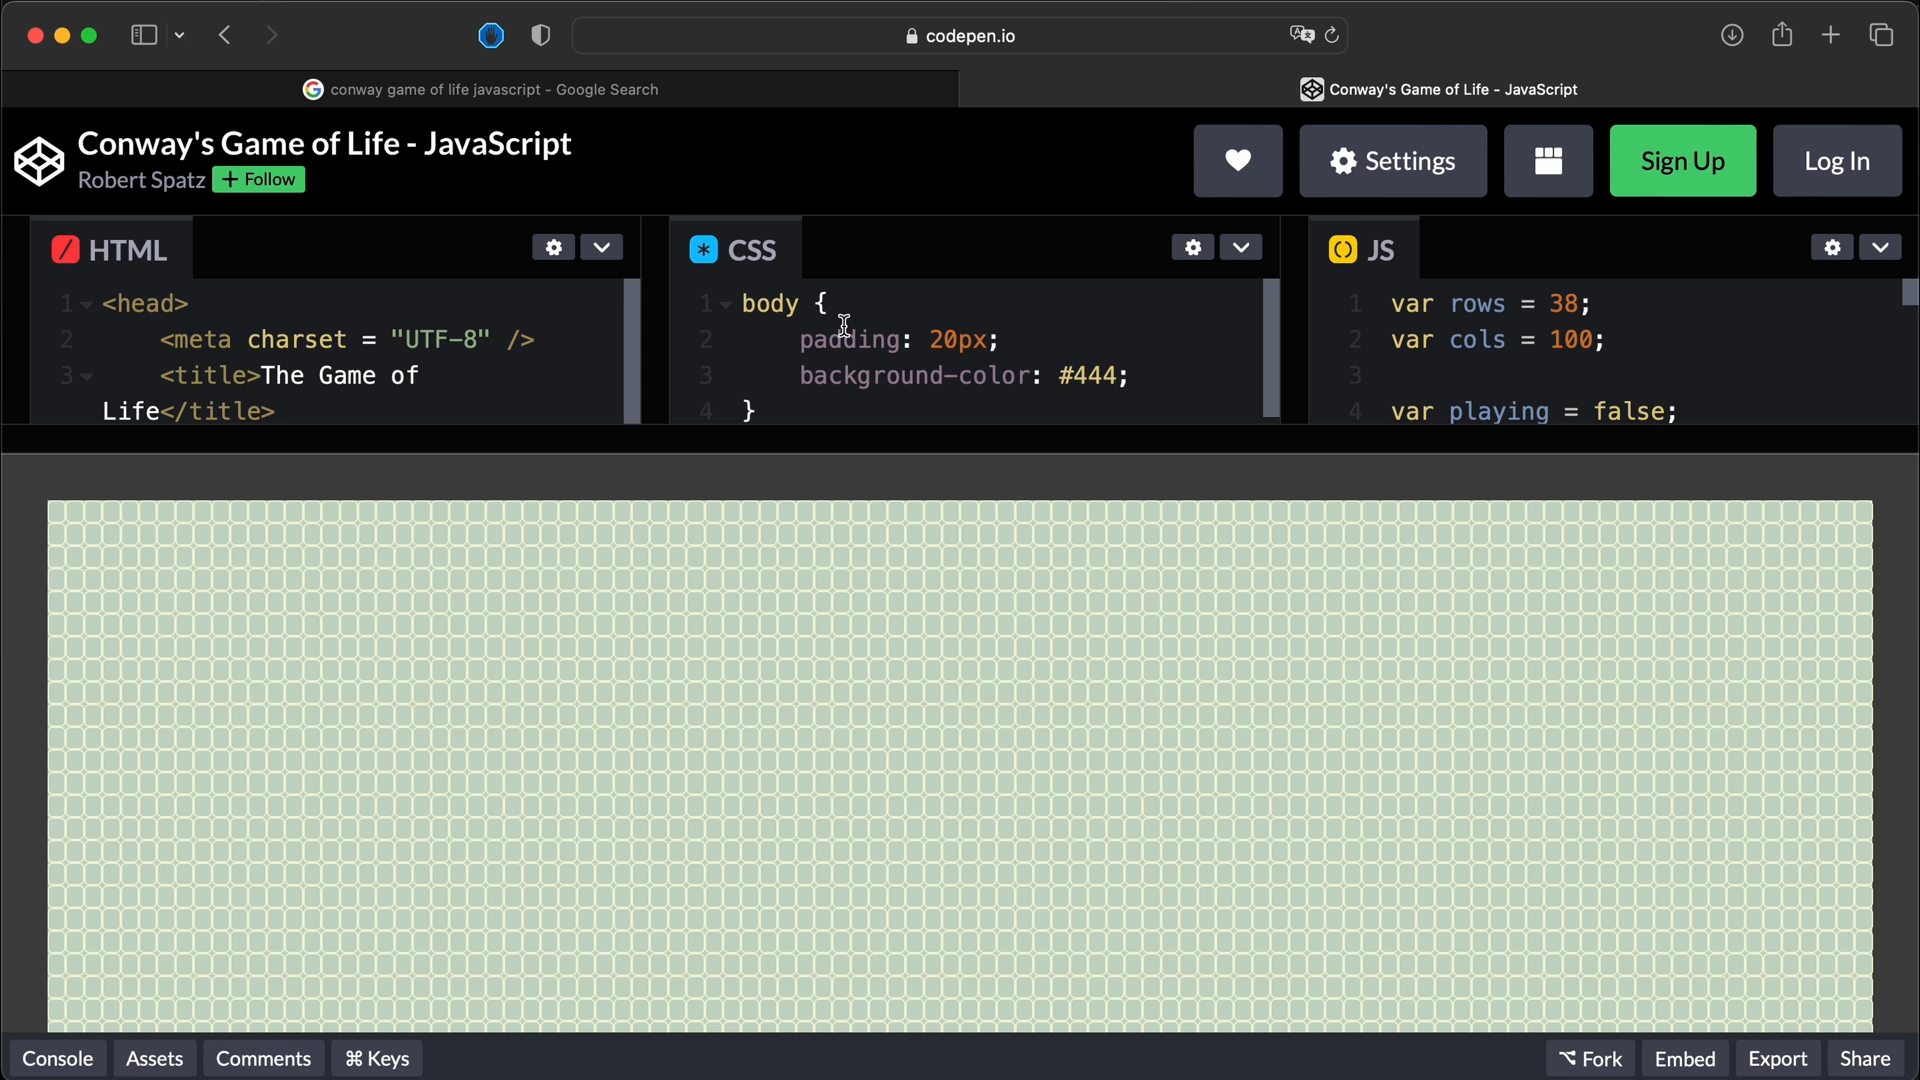 codepen.io
conway game of life javascript - Google Search
Conway's Game of Life - JavaScript
Conway's Game of Life - JavaScript
Robert Spatz + Follow
Settings
Sign Up
Log In
HTML
1 <head>
2 <meta charset = "UTF-8" />
3 <title>The Game of
Life</title>
CSS
1 body {
2 padding: 20px;
3 background-color: #444;
4 }
JS
1 var rows = 38;
2 var cols = 100;
3
4 var playing = false;
Console Assets Comments ⌘ Keys
Fork Embed Export Share